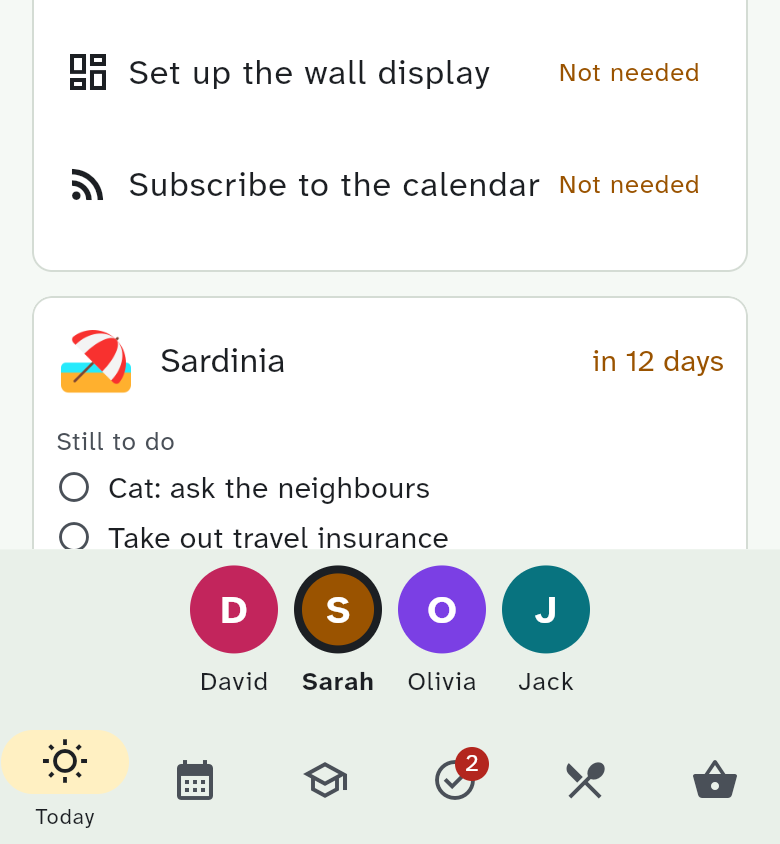 Set up the wall display Not needed
Subscribe to the calendar Not needed
Sardinia in 12 days
Still to do
Cat: ask the neighbours
Take out travel insurance
D S O J
David Sarah Olivia Jack
2
Today